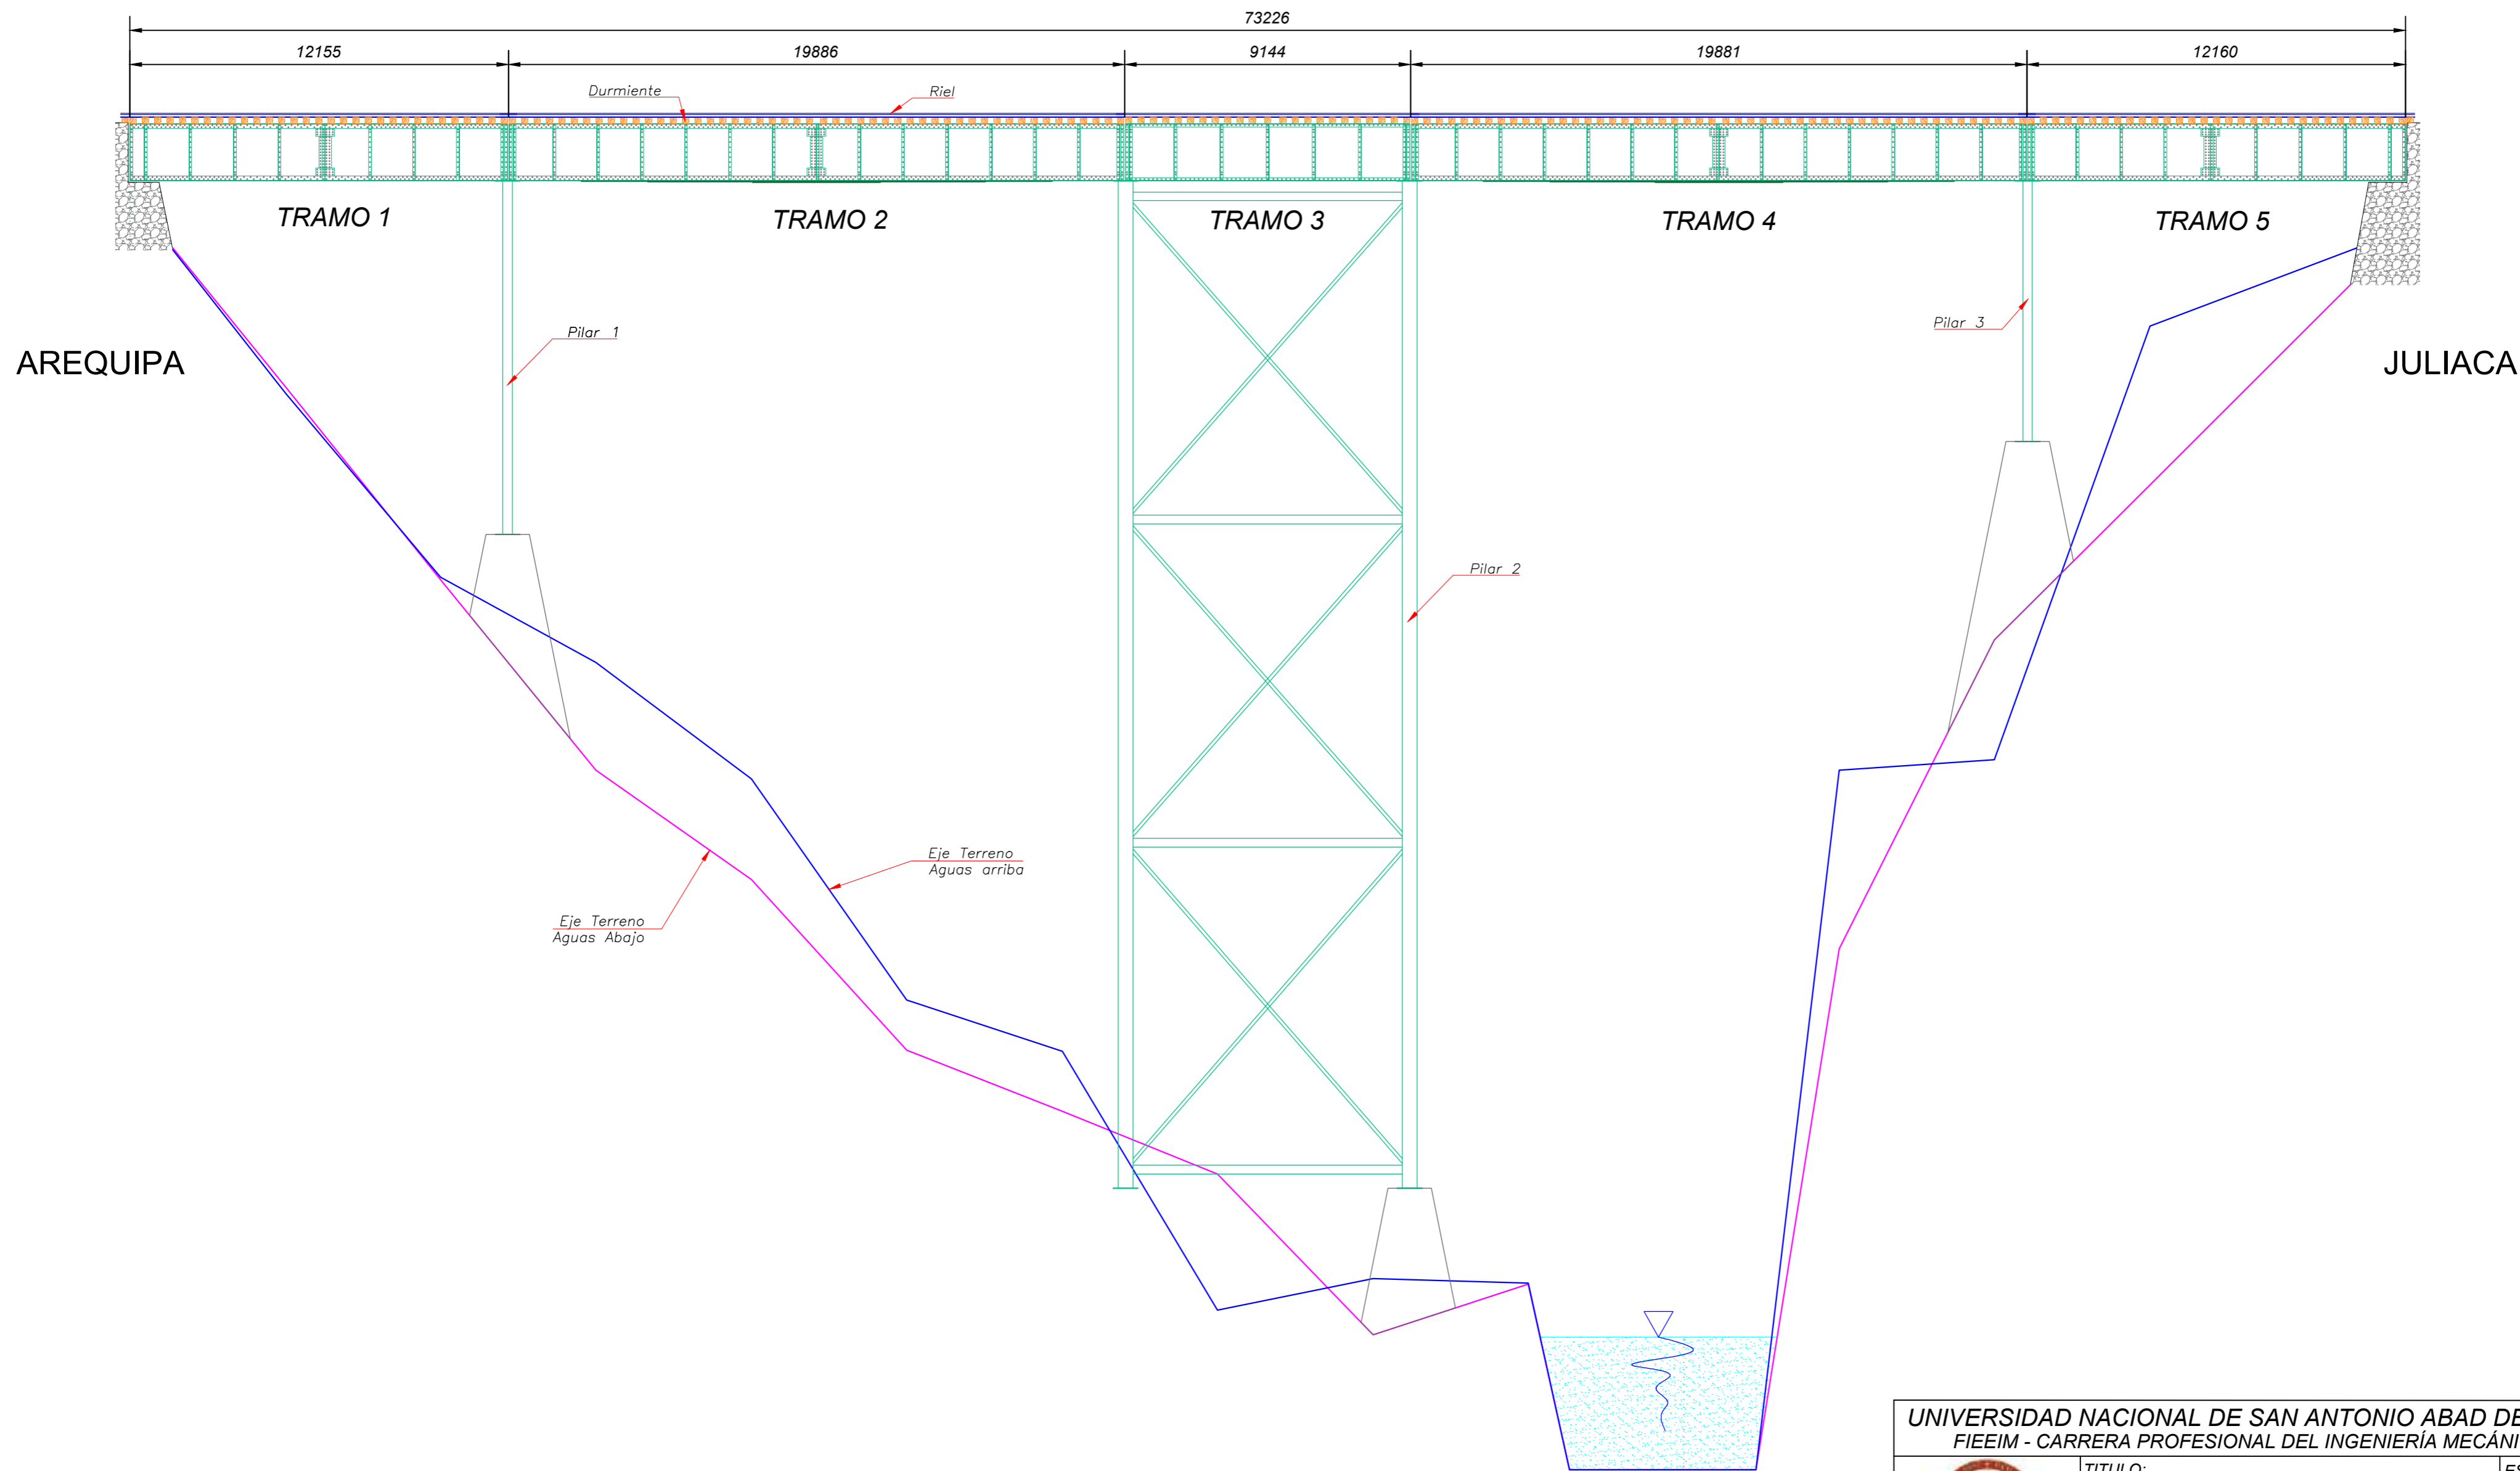 73226
12155 19886 9144 19881 12160
Durmiente Riel
TRAMO 1 TRAMO 2 TRAMO 3 TRAMO 4 TRAMO 5
Pilar 1
Pilar 3
AREQUIPA
JULIACA
Pilar 2
Eje Terreno
Aguas arriba
Eje Terreno
Aguas Abajo
UNIVERSIDAD NACIONAL DE SAN ANTONIO ABAD
FIEEIM - CARRERA PROFESIONAL DEL INGENIERÍA
TITULO: